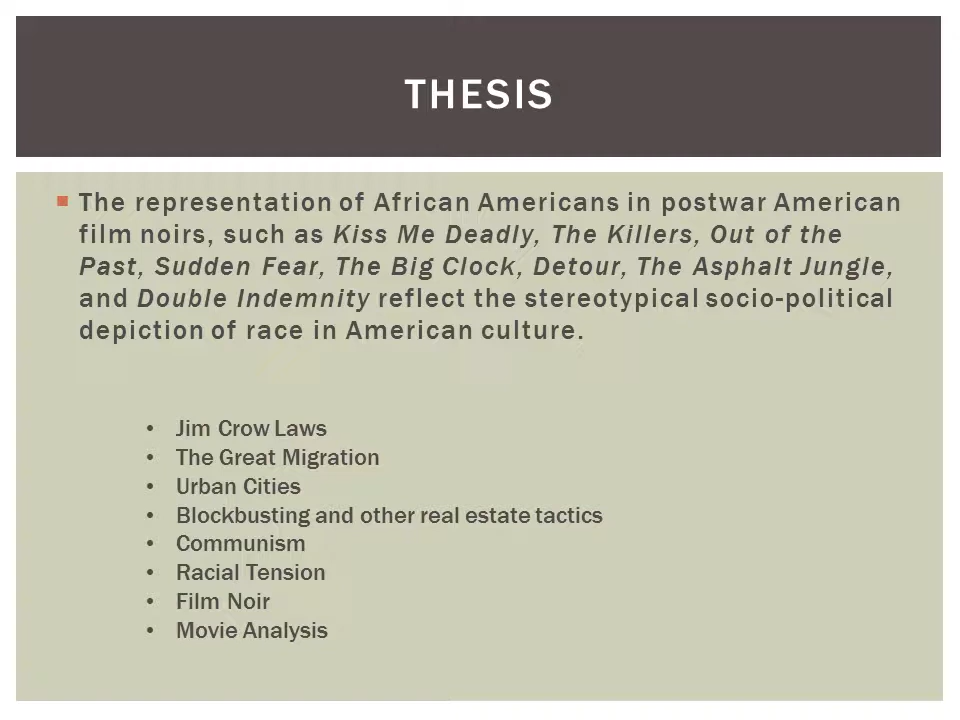 THESIS
The representation of African Americans in postwar American
film noirs, such as Kiss Me Deadly, The Killers, Out of the
Past, Sudden Fear, The Big Clock, Detour, The Asphalt Jungle,
and Double Indemnity reflect the stereotypical socio-political
depiction of race in American culture.
• Jim Crow Laws
• The Great Migration
• Urban Cities
• Blockbusting and other real estate tactics
• Communism
• Racial Tension
• Film Noir
• Movie Analysis